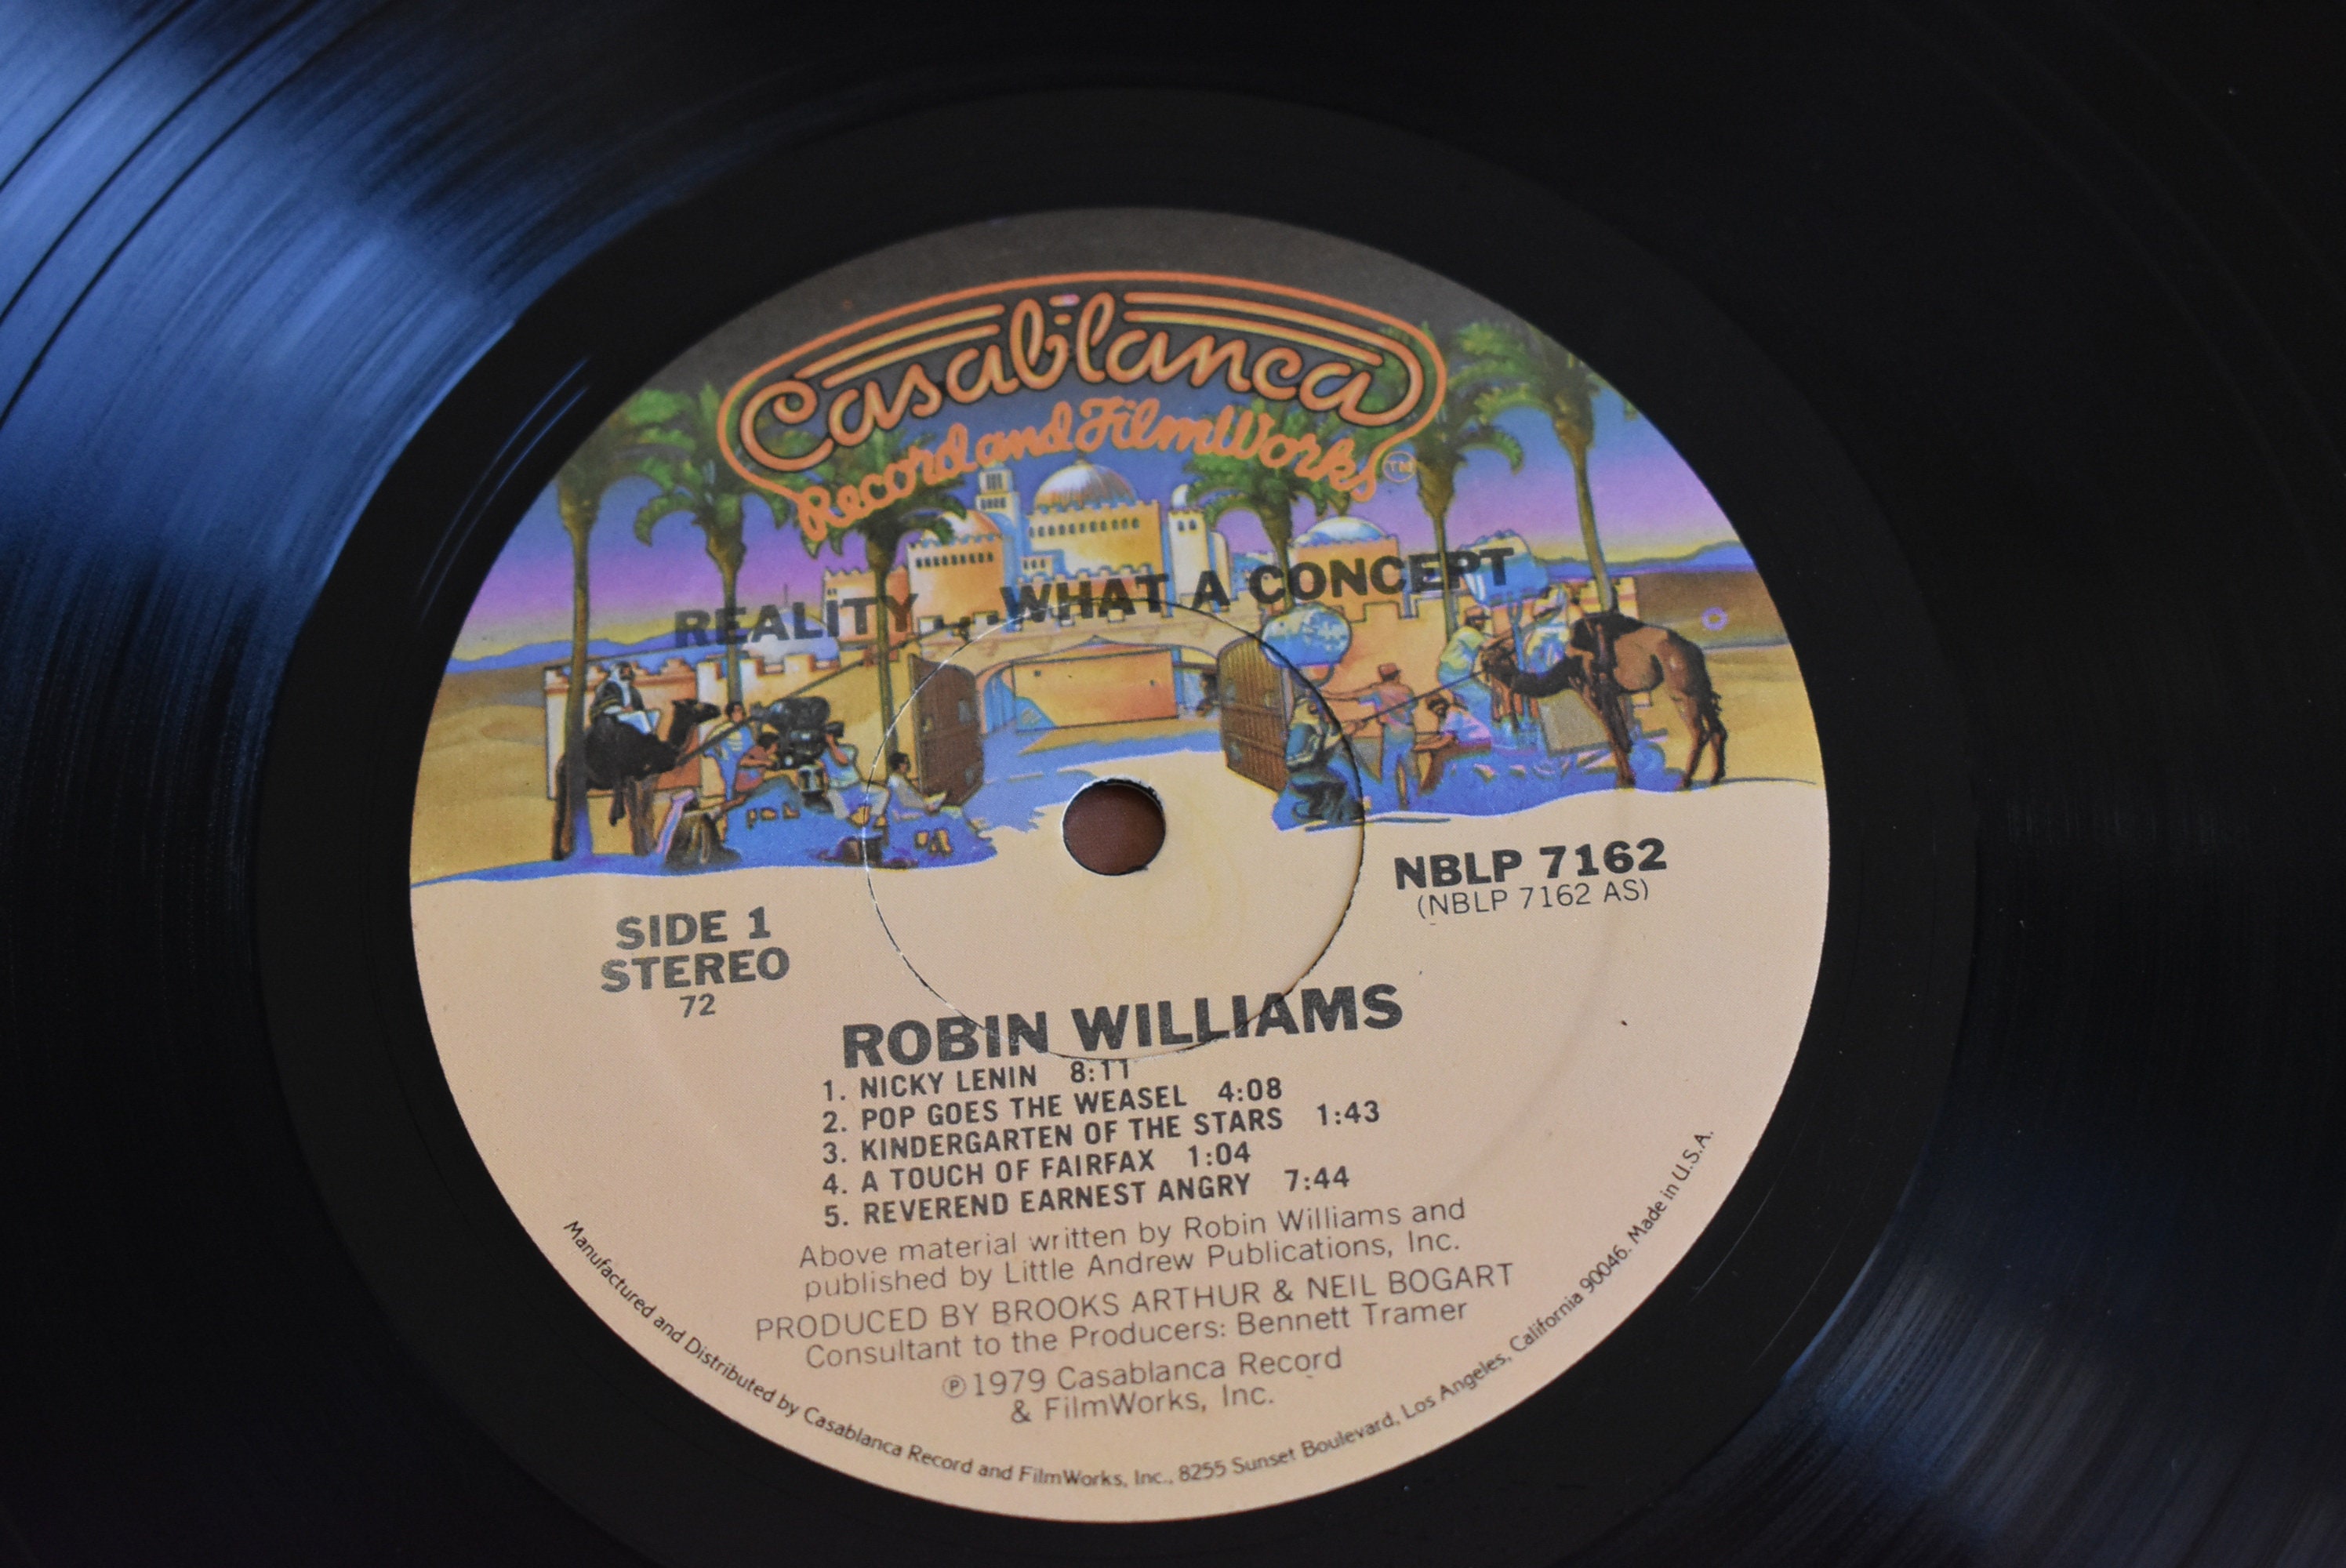 Casablanca
Record and FilmWorks TM
REALITY...WHAT A CONCEPT
NBLP 7162
(NBLP 7162 AS)
SIDE 1
STEREO
72
ROBIN WILLIAMS
1. NICKY LENIN 8:11
2. POP GOES THE WEASEL 4:08
3. KINDERGARTEN OF THE STARS 1:43
4. A TOUCH OF FAIRFAX 1:04
5. REVEREND EARNEST ANGRY 7:44
Above material written by Robin Williams and
published by Little Andrew Publications, Inc.
PRODUCED BY BROOKS ARTHUR & NEIL BOGART
Consultant to the Producers: Bennett Tramer
℗1979 Casablanca Record
& FilmWorks, Inc.
Manufactured and Distributed by Casablanca Record and FilmWorks, Inc., 8255 Sunset Boulevard, Los Angeles, California 90046. Made in U.S.A.